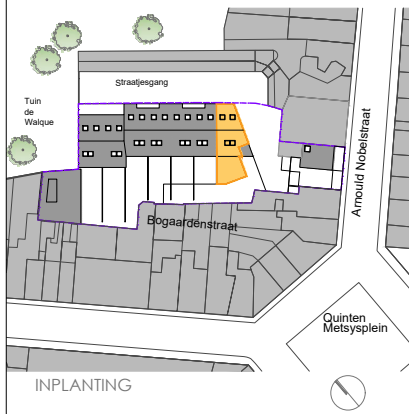 Straatjesgang
Tuin
de
Walque
Arnould Nobelstraat
Bogaardenstraat
Quinten
Metsysplein
INPLANTING